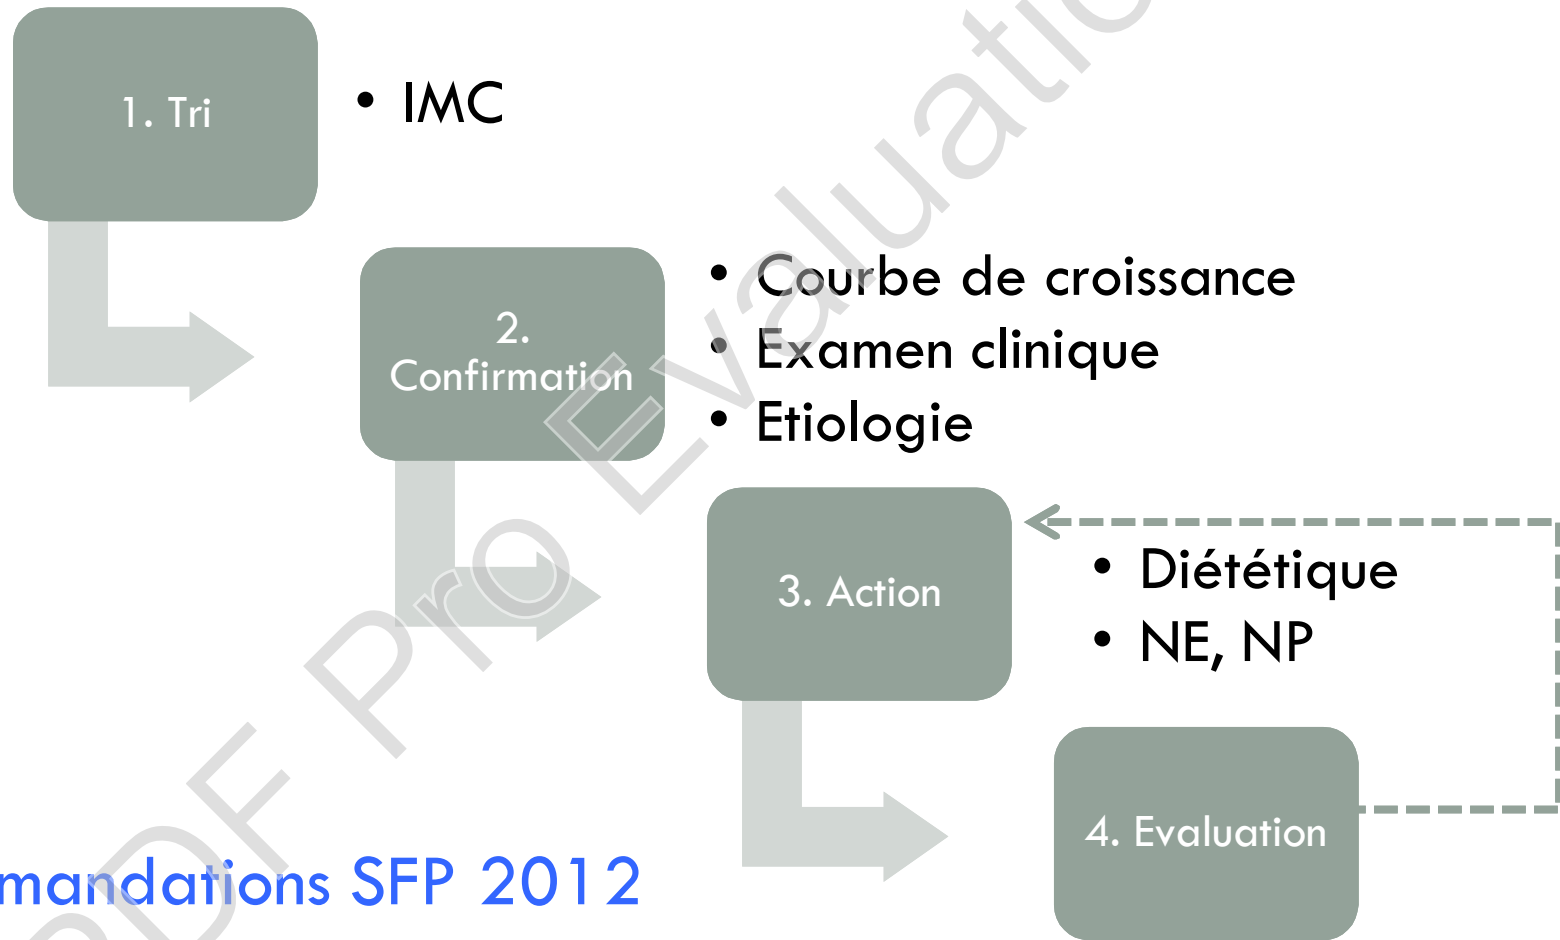 1. Tri
• IMC
2.
Confirmation
• Courbe de croissance
• Examen clinique
• Etiologie
3. Action
• Diététique
• NE, NP
4. Evaluation
mandations SFP 2012
PDF Pro Evaluatio